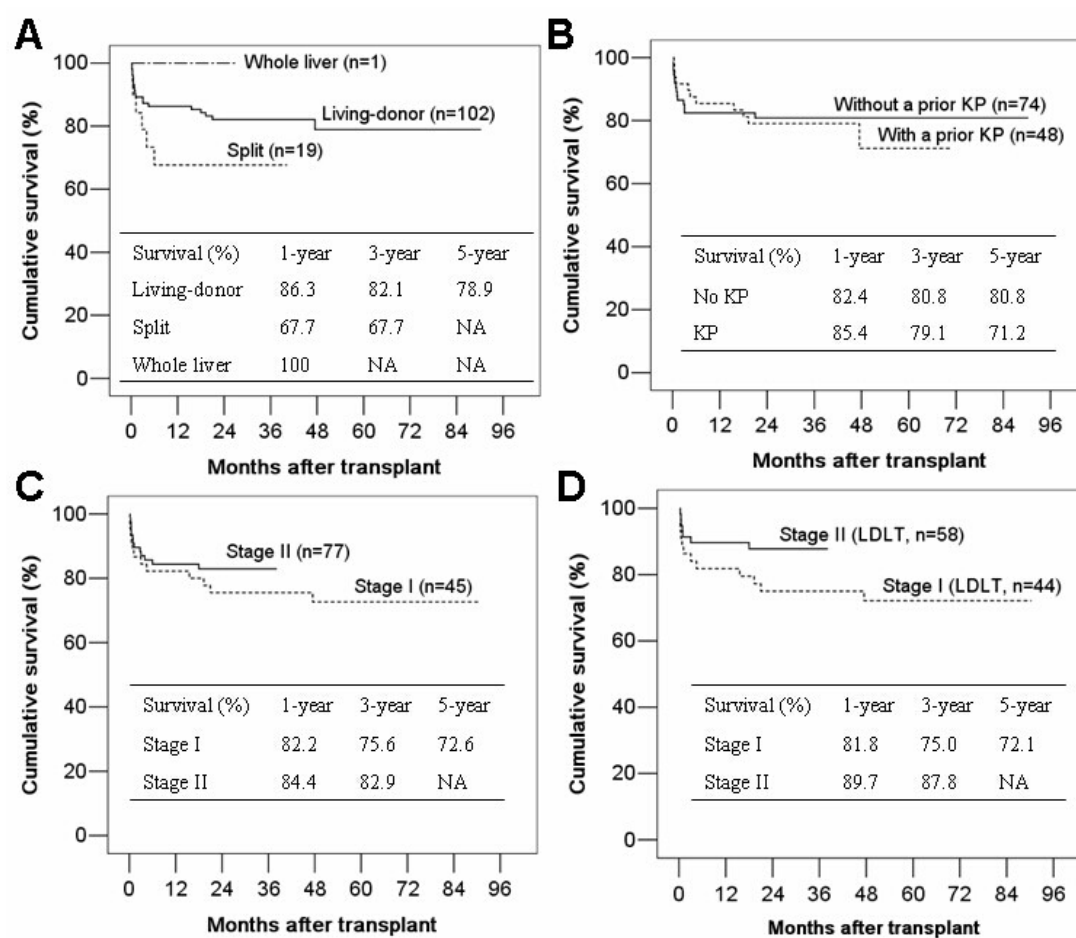 A
Cumulative survival (%)
100
80
60
40
20
0
Whole liver (n=1)
Living-donor (n=102)
Split (n=19)
Survival (%) 1-year 3-year 5-year
Living-donor 86.3 82.1 78.9
Split 67.7 67.7 NA
Whole liver 100 NA NA
0 12 24 36 48 60 72 84 96
Months after transplant
B
Cumulative survival (%)
100
80
60
40
20
0
Without a prior KP (n=74)
With a prior KP (n=48)
Survival (%) 1-year 3-year 5-year
No KP 82.4 80.8 80.8
KP 85.4 79.1 71.2
0 12 24 36 48 60 72 84 96
Months after transplant
C
Cumulative survival (%)
100
80
60
40
20
0
Stage II (n=77)
Stage I (n=45)
Survival (%) 1-year 3-year 5-year
Stage I 82.2 75.6 72.6
Stage II 84.4 82.9 NA
0 12 24 36 48 60 72 84 96
Months after transplant
D
Cumulative survival (%)
100
80
60
40
20
0
Stage II (LDLT, n=58)
Stage I (LDLT, n=44)
Survival (%) 1-year 3-year 5-year
Stage I 81.8 75.0 72.1
Stage II 89.7 87.8 NA
0 12 24 36 48 60 72 84 96
Months after transplant